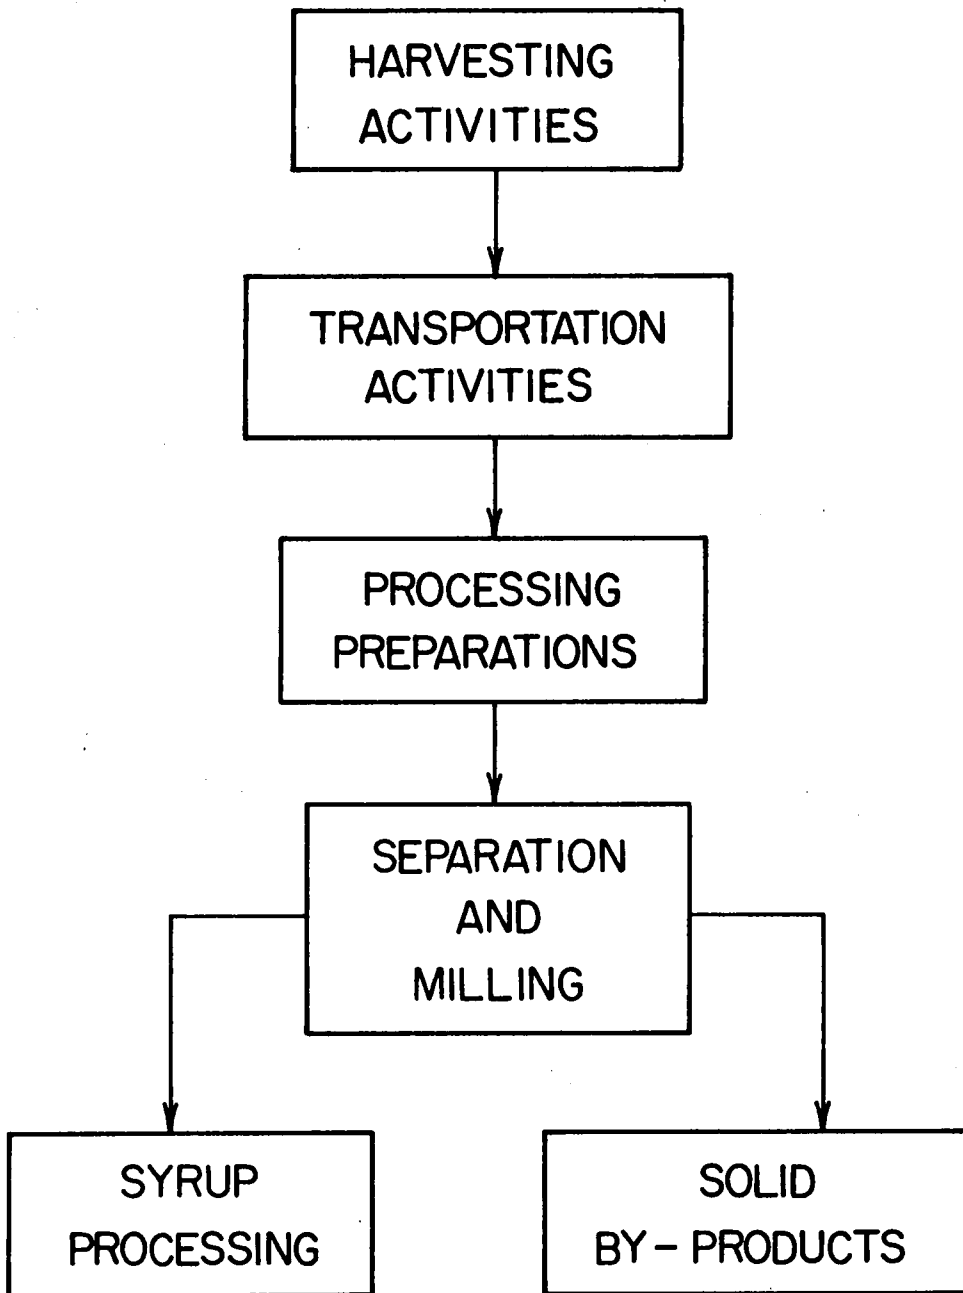 HARVESTING
ACTIVITIES
TRANSPORTATION
ACTIVITIES
PROCESSING
PREPARATIONS
SEPARATION
AND
MILLING
SYRUP
PROCESSING
SOLID
BY-PRODUCTS